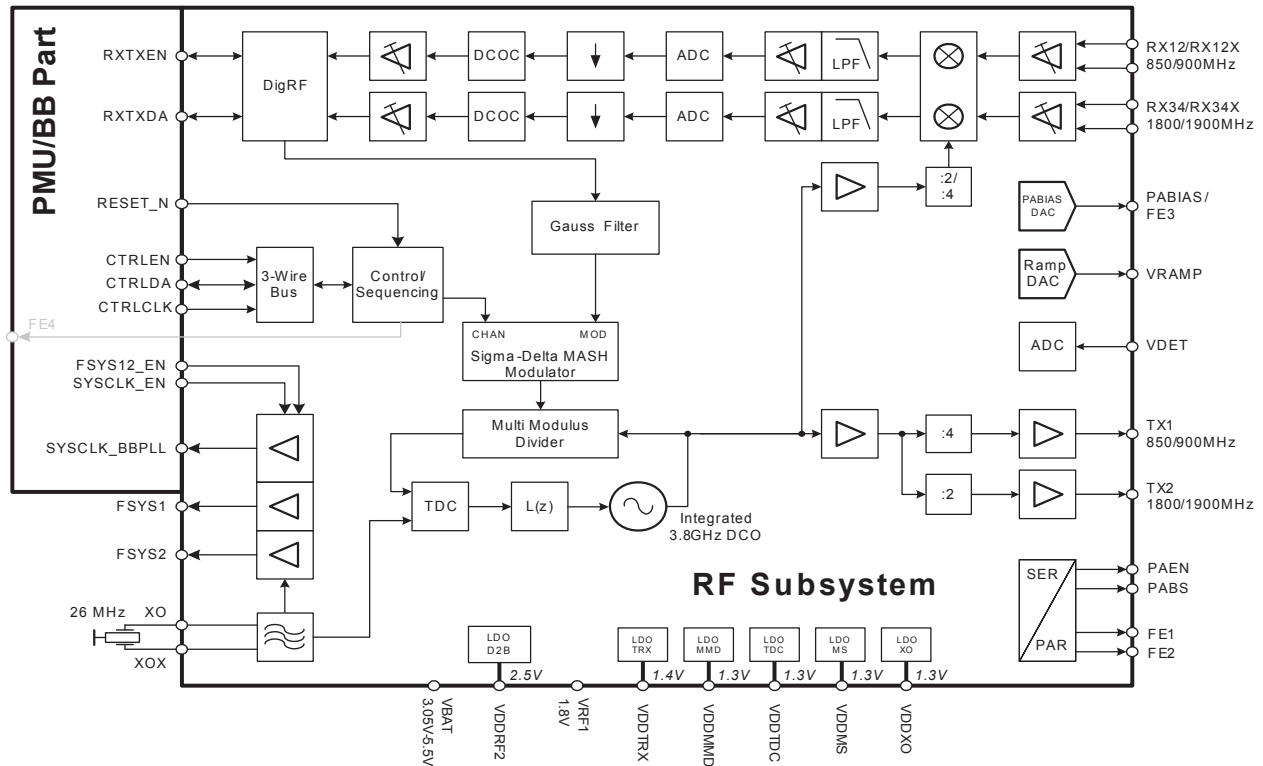 PMU/BB Part
RXTXEN
RXTXDA
RESET_N
CTRLEN
CTRLDA
CTRLCLK
FE4
FSYS12_EN
SYSCLK_EN
SYSCLK_BBPLL
FSYS1
FSYS2
26 MHz
XO
XOX
DigRF
DCOC
ADC
LPF
DCOC
ADC
LPF
:2/
:4
Gauss Filter
3-Wire
Bus
Control/
Sequencing
CHAN
MOD
Sigma-Delta MASH
Modulator
Multi Modulus
Divider
TDC
L(z)
Integrated
3.8GHz DCO
:4
:2
RF Subsystem
PABIAS
DAC
Ramp
DAC
ADC
SER
PAR
RX12/RX12X
850/900MHz
RX34/RX34X
1800/1900MHz
PABIAS/
FE3
VRAMP
VDET
TX1
850/900MHz
TX2
1800/1900MHz
PAEN
PABS
FE1
FE2
LDO
D2B
2.5V
LDO
TRX
1.4V
LDO
MMD
1.3V
LDO
TDC
1.3V
LDO
MS
1.3V
LDO
XO
1.3V
VBAT
3.05V-5.5V
VDDRF2
VRF1
1.8V
VDDTRX
VDDMMD
VDDTDC
VDDMS
VDDXO